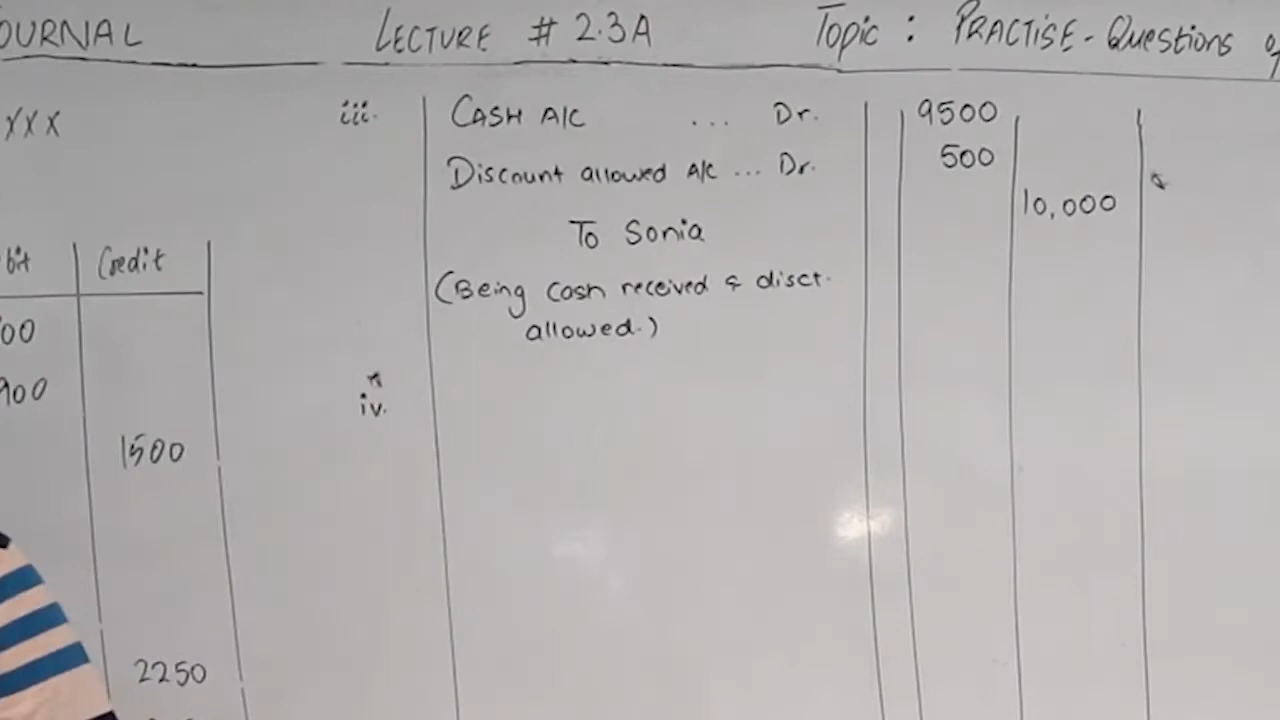 OURNAL LECTURE # 2.3A Topic : PRACTISE - Questions
XXX
bit Credit
00
900
1500
2250
iii. CASH A/C ... Dr. 9500
Discount allowed A/c ... Dr. 500
To Sonia 10,000
(Being cash received & disct.
allowed.)
iv.